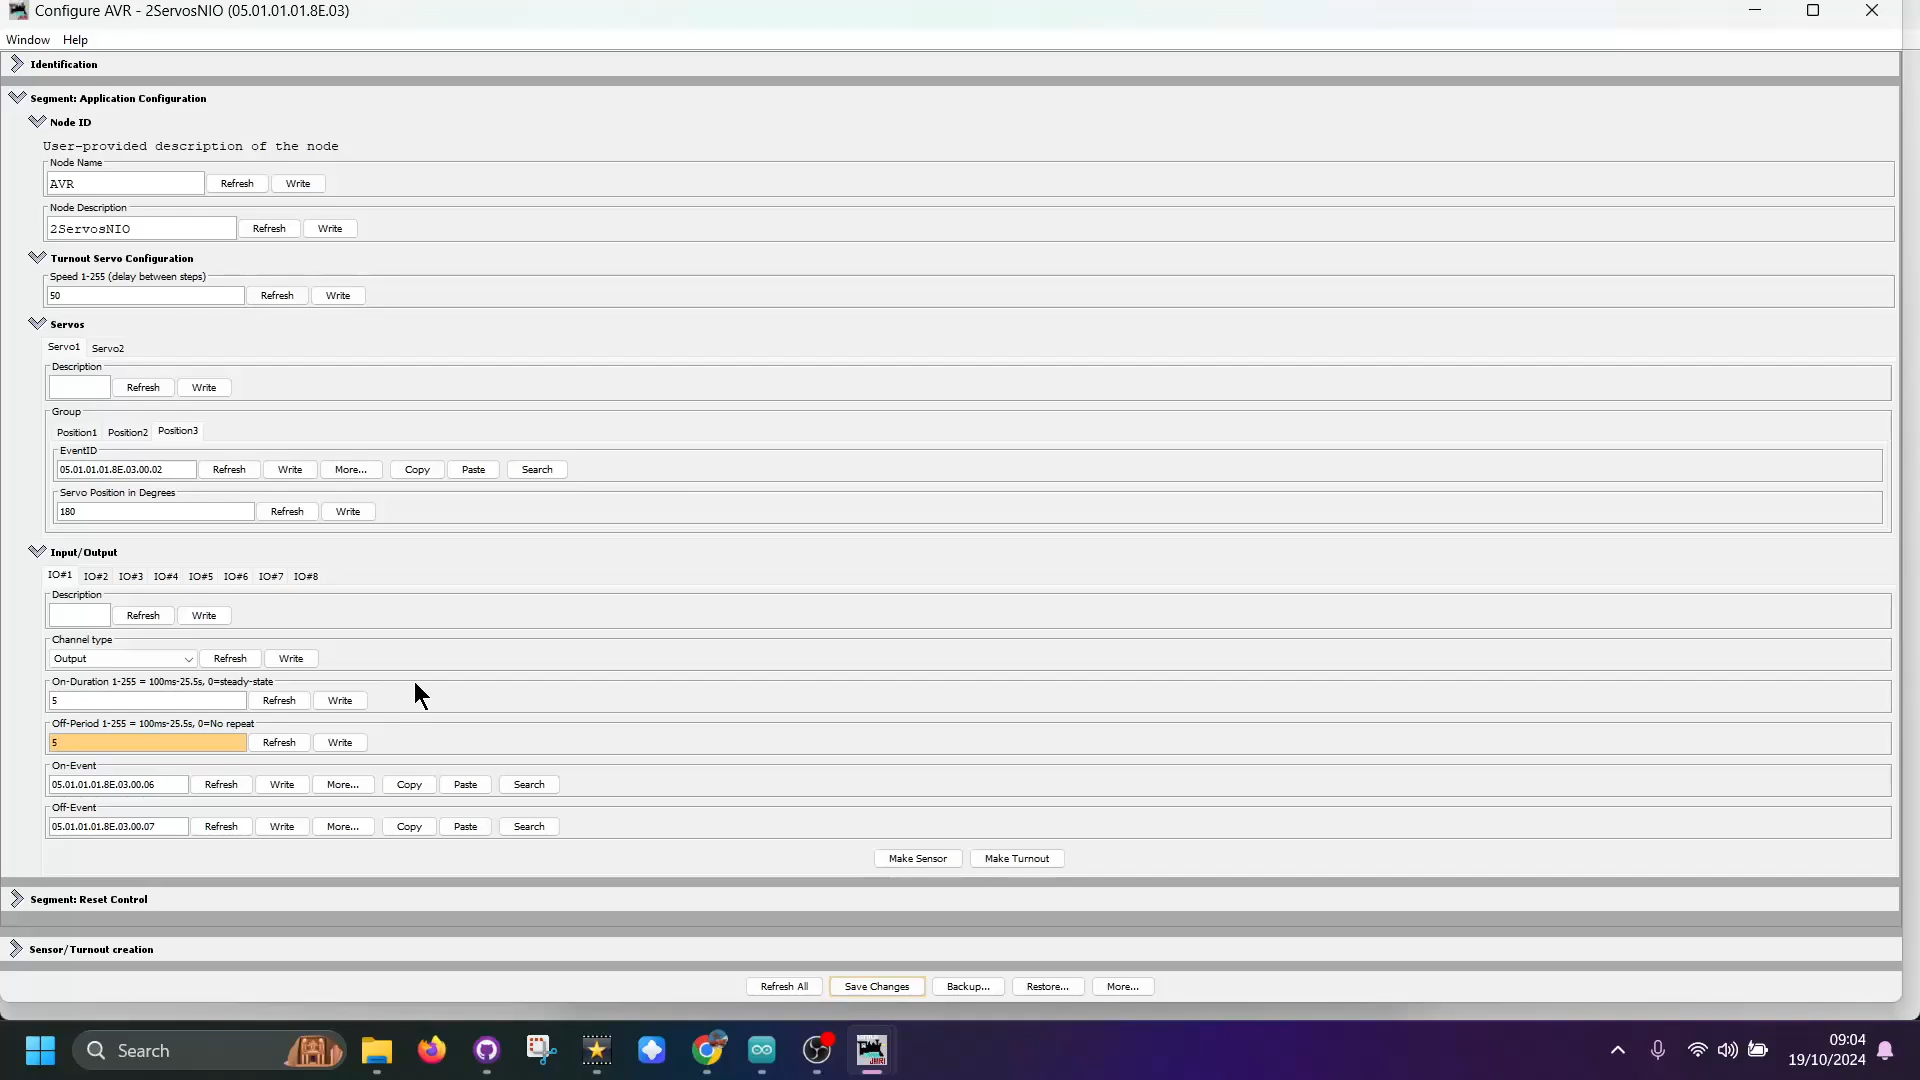 Configure AVR - 2ServosNIO (05.01.01.01.8E.03)
Window Help
Identification
Segment: Application Configuration
Node ID
User-provided description of the node
Node Name
AVR Refresh Write
Node Description
2ServosNIO Refresh Write
Turnout Servo Configuration
Speed 1-255 (delay between steps)
50 Refresh Write
Servos
Servo1 Servo2
Description
Refresh Write
Group
Position1 Position2 Position3
EventID
05.01.01.01.8E.03.00.02 Refresh Write More... Copy Paste Search
Servo Position in Degrees
180 Refresh Write
Input/Output
IO#1 IO#2 IO#3 IO#4 IO#5 IO#6 IO#7 IO#8
Description
Refresh Write
Channel type
Output Refresh Write
On-Duration 1-255 = 100ms-25.5s, 0=steady-state
5 Refresh Write
Off-Period 1-255 = 100ms-25.5s, 0=No repeat
5 Refresh Write
On-Event
05.01.01.01.8E.03.00.06 Refresh Write More... Copy Paste Search
Off-Event
05.01.01.01.8E.03.00.07 Refresh Write More... Copy Paste Search
Make Sensor Make Turnout
Segment: Reset Control
Sensor/Turnout creation
Refresh All Save Changes Backup... Restore... More...
Search
JMRI
09:04
19/10/2024